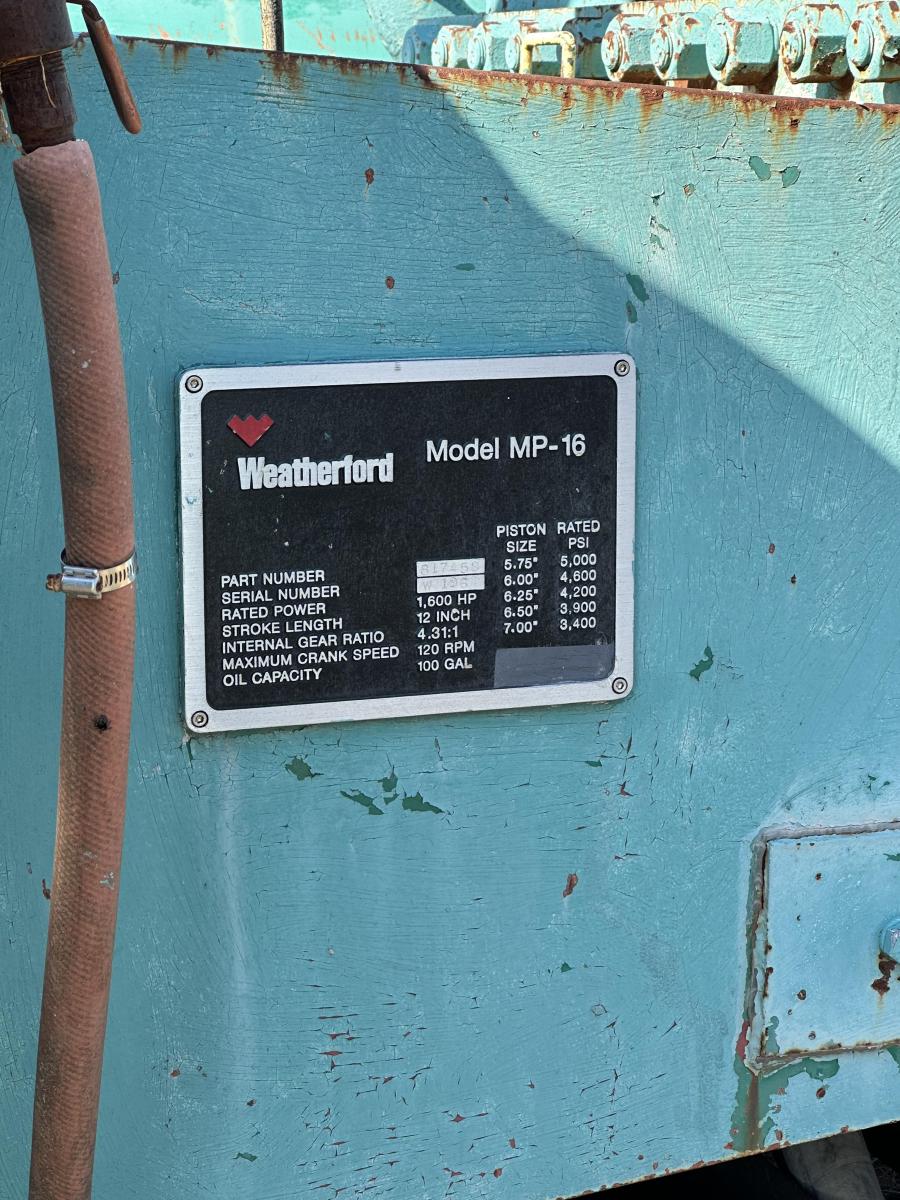 Weatherford
Model MP-16
PISTON SIZE RATED PSI
5.75" 5,000
6.00" 4,600
6.25" 4,200
6.50" 3,900
7.00" 3,400
PART NUMBER
SERIAL NUMBER
RATED POWER 1,600 HP
STROKE LENGTH 12 INCH
INTERNAL GEAR RATIO 4.31:1
MAXIMUM CRANK SPEED 120 RPM
OIL CAPACITY 100 GAL